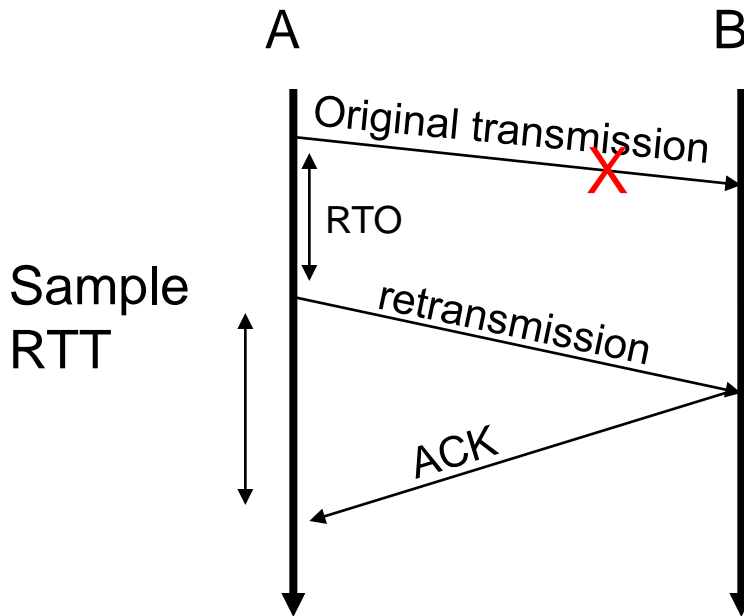 A
B
Original transmission
X
RTO
Sample
RTT
retransmission
ACK